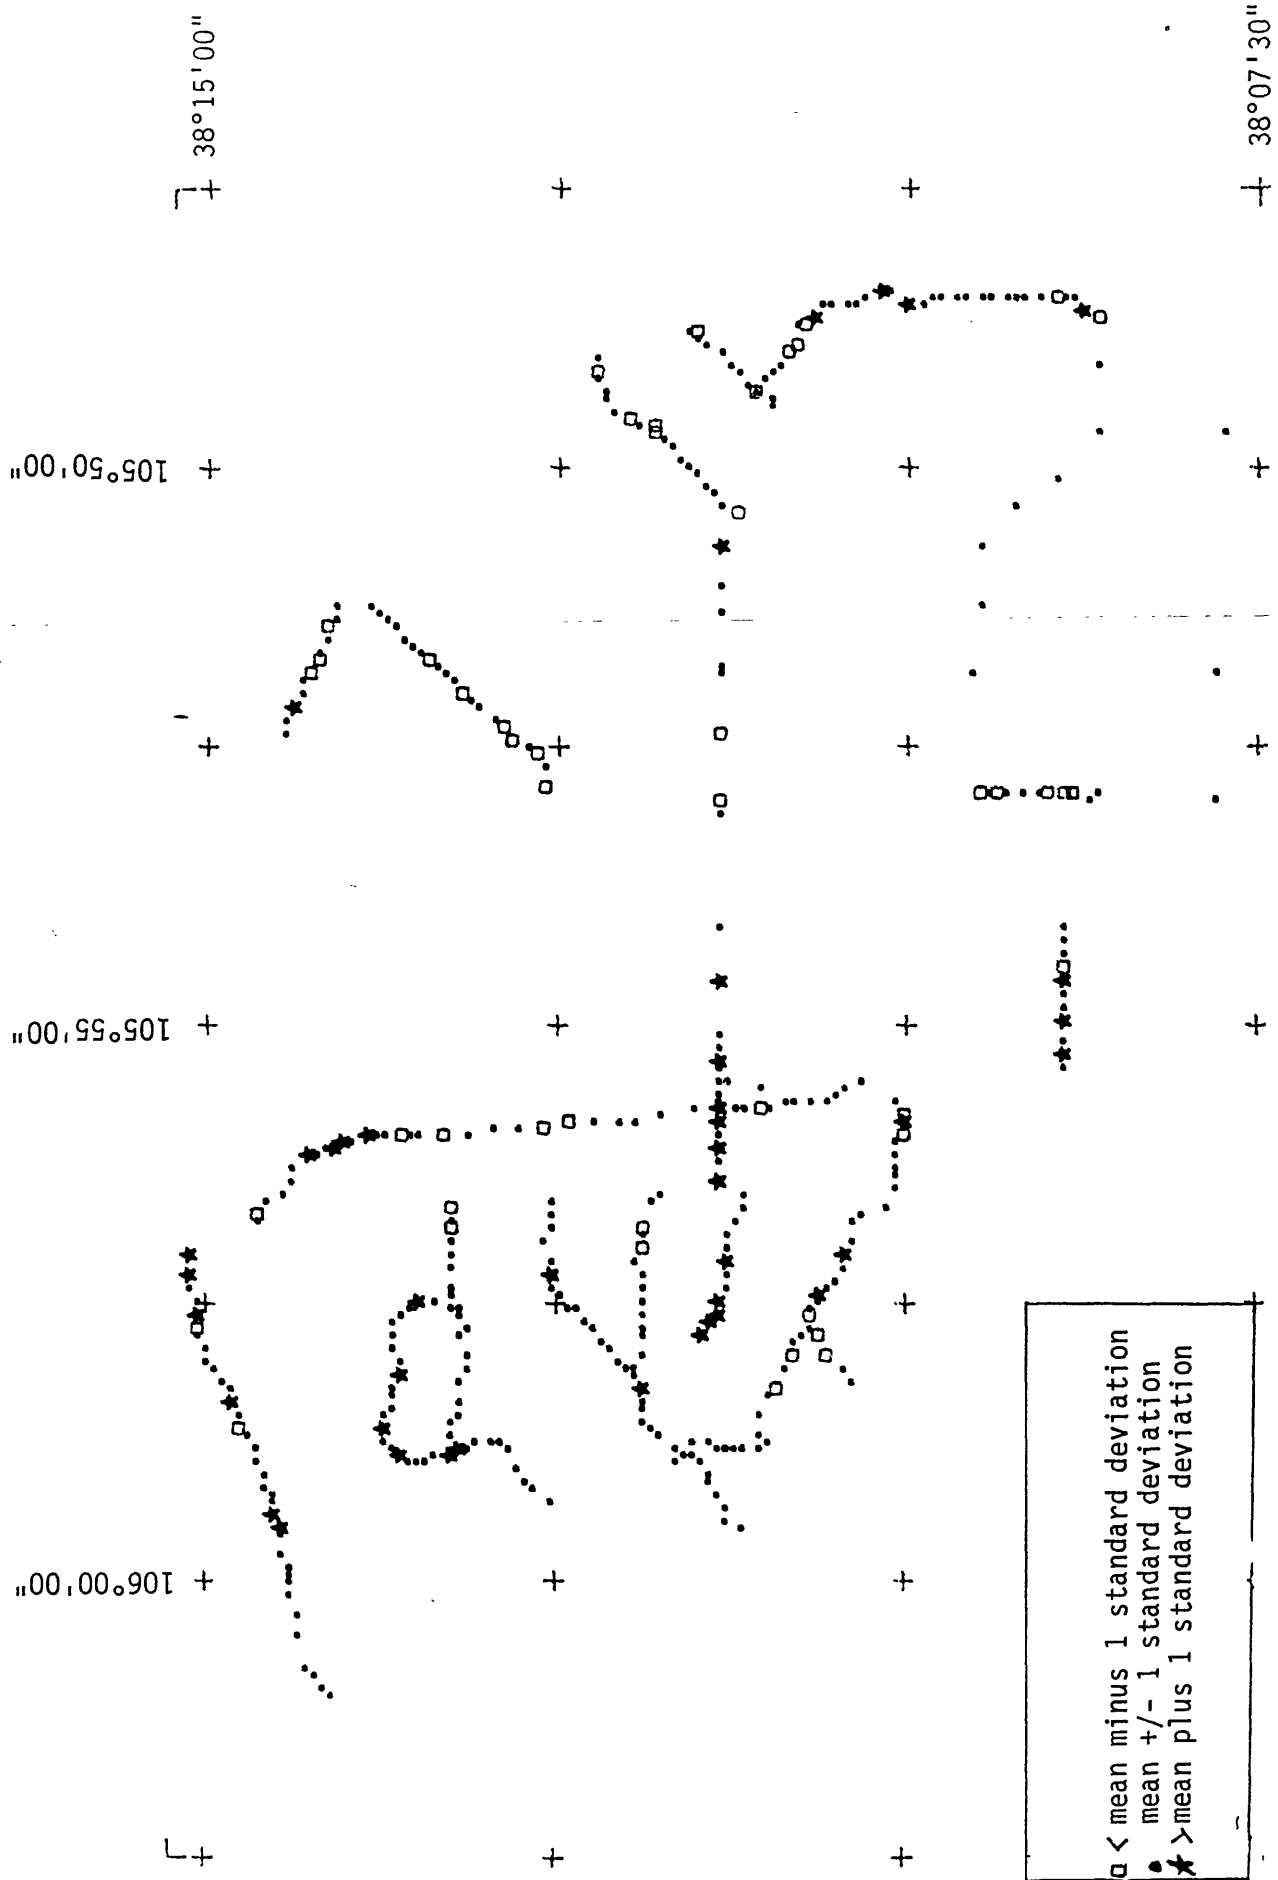 38°15'00"
38°07'30"
105°50'00"
105°55'00"
106°00'00"
□ < mean minus 1 standard deviation
• mean +/- 1 standard deviation
★ >mean plus 1 standard deviation